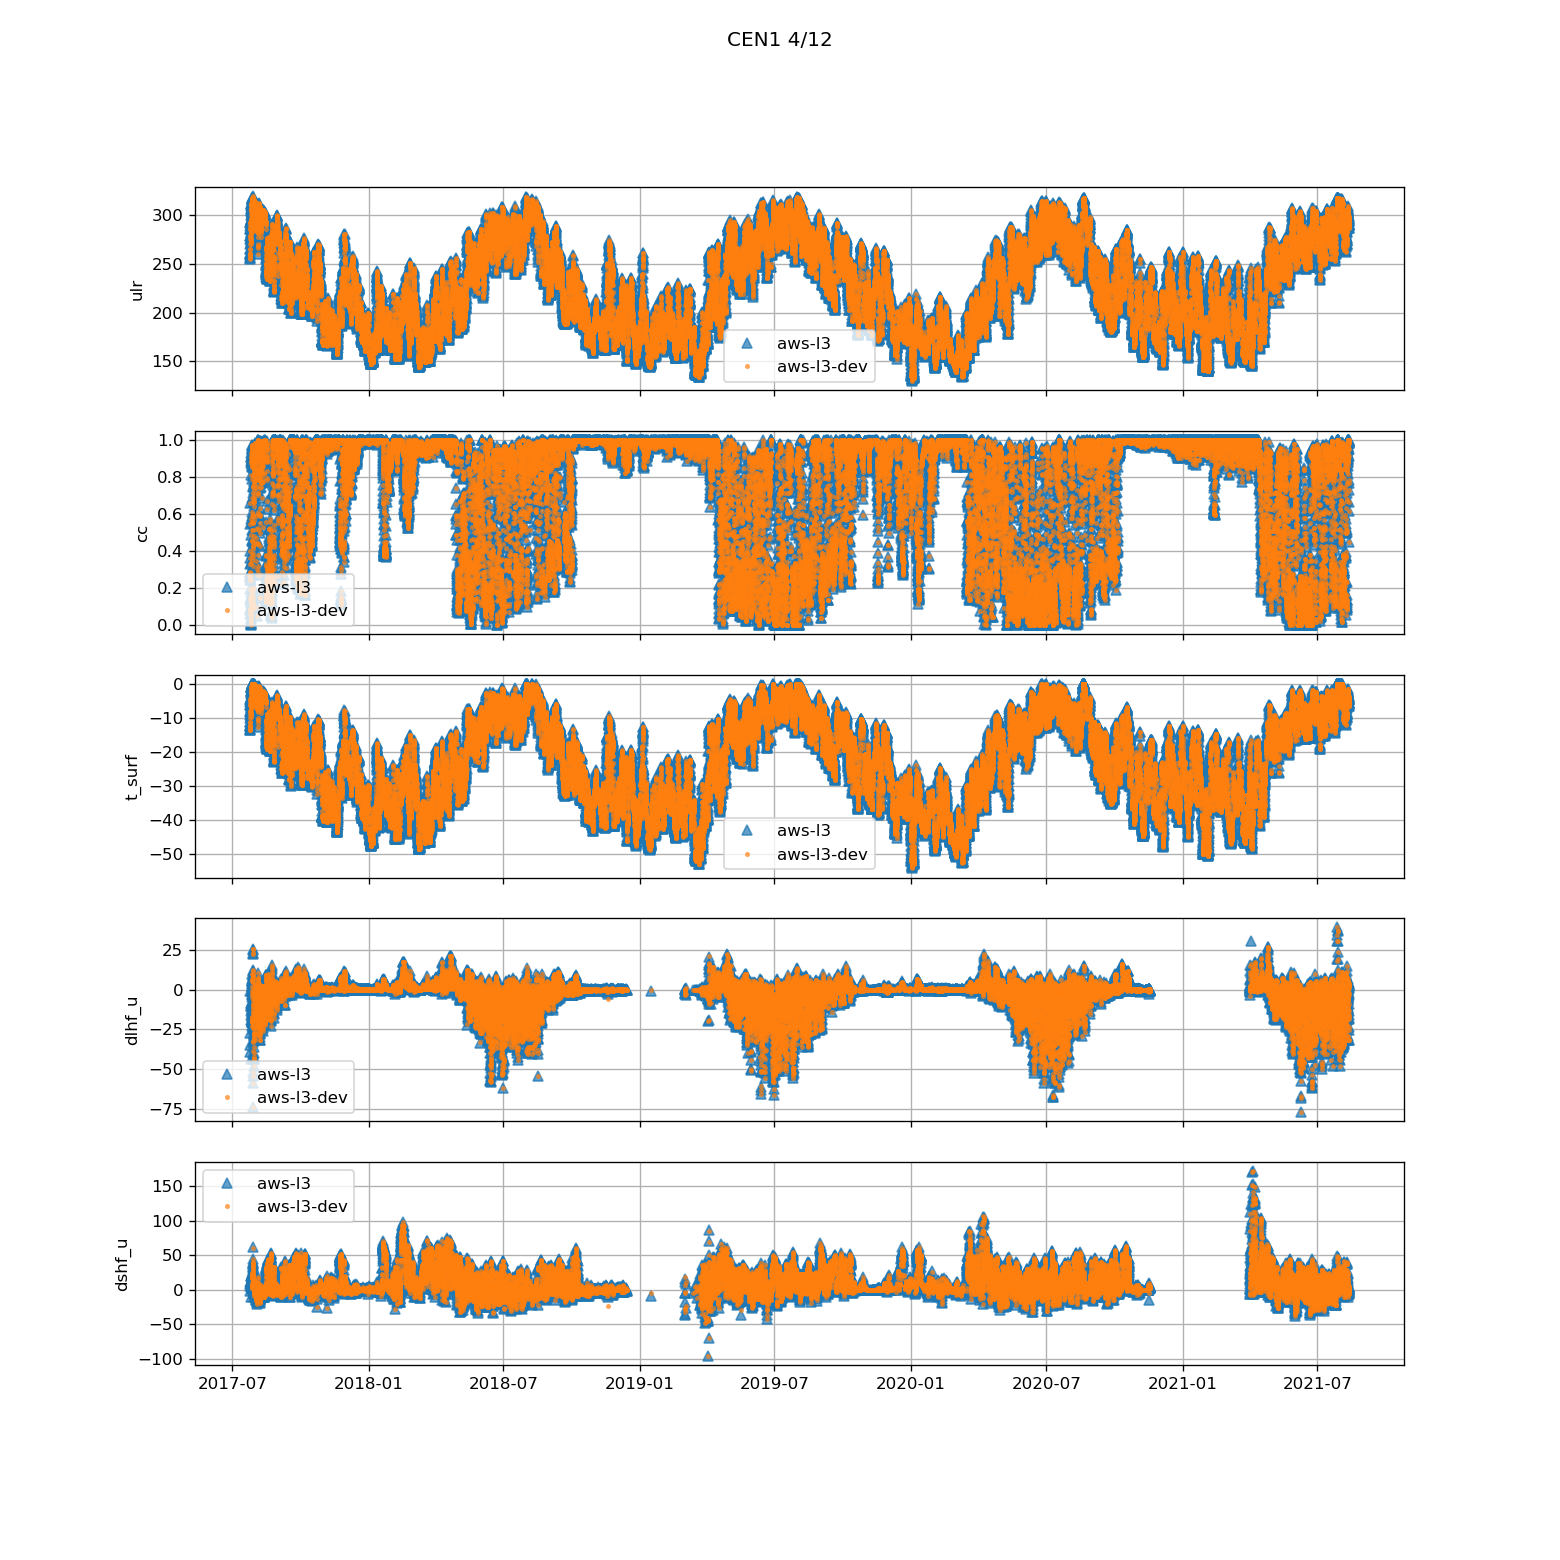 CEN1 4/12
300
250
200
150
ulr
aws-l3
aws-l3-dev
1.0
0.8
0.6
0.4
0.2
0.0
cc
aws-l3
aws-l3-dev
0
−10
−20
−30
−40
−50
t_surf
aws-l3
aws-l3-dev
25
0
−25
−50
−75
dlhf_u
aws-l3
aws-l3-dev
150
100
50
0
−50
−100
dshf_u
aws-l3
aws-l3-dev
2017-07 2018-01 2018-07 2019-01 2019-07 2020-01 2020-07 2021-01 2021-07